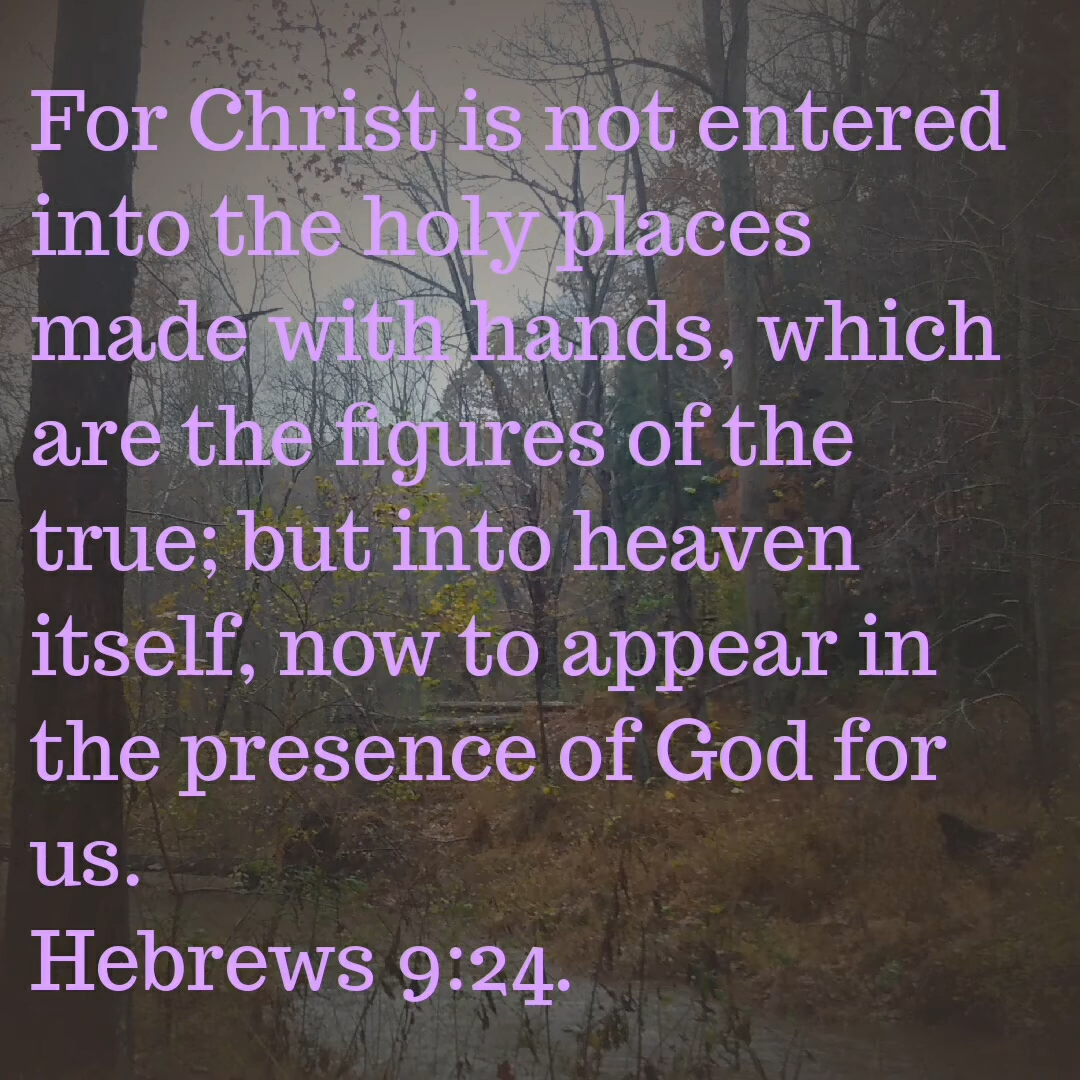 For Christ is not entered
into the holy places
made with hands, which
are the figures of the
true; but into heaven
itself, now to appear in
the presence of God for
us.
Hebrews 9:24.